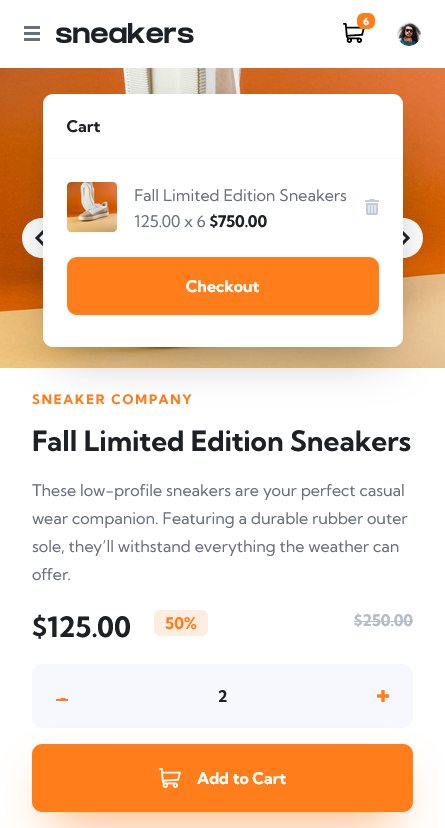 sneakers
6
Cart
Fall Limited Edition Sneakers
125.00 x 6 $750.00
Checkout
SNEAKER COMPANY
Fall Limited Edition Sneakers
These low-profile sneakers are your perfect casual
wear companion. Featuring a durable rubber outer
sole, they’ll withstand everything the weather can
offer.
$125.00 50% $250.00
2
Add to Cart